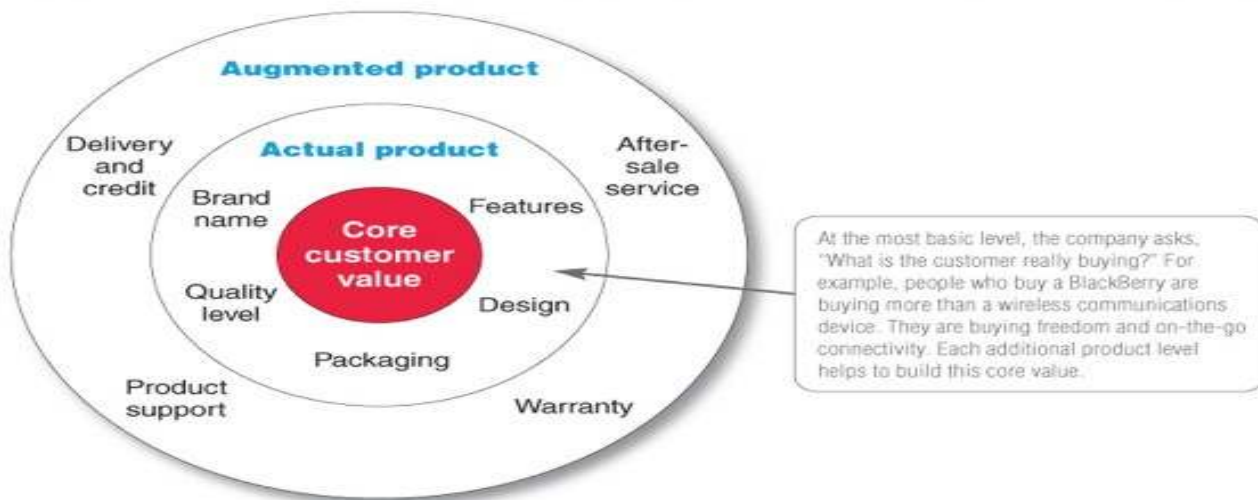 Augmented product
Delivery
and
credit
After-
sale
service
Actual product
Brand
name
Features
Core
customer
value
Quality
level
Design
Packaging
Product
support
Warranty
At the most basic level, the company asks,
"What is the customer really buying?" For
example, people who buy a BlackBerry are
buying more than a wireless communications
device. They are buying freedom and on-the-go
connectivity. Each additional product level
helps to build this core value.